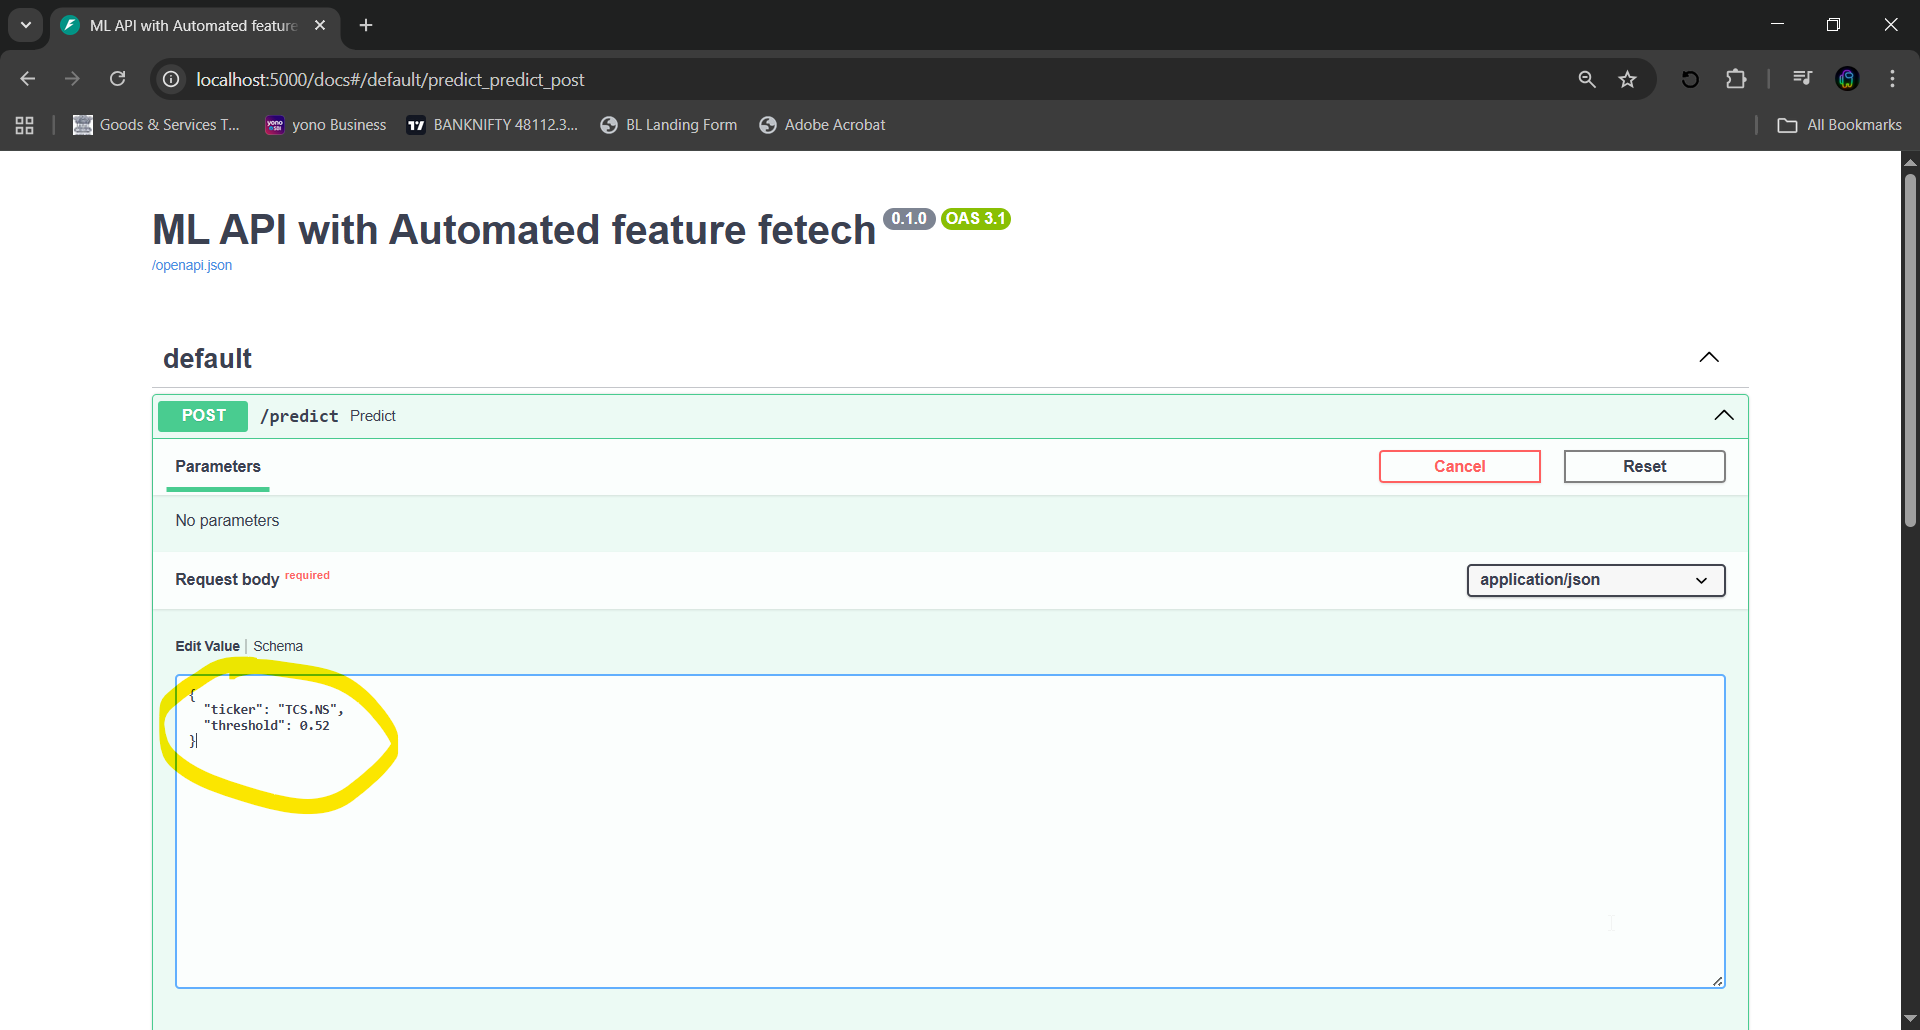 ML API with Automated feature
localhost:5000/docs#/default/predict_predict_post
Goods & Services T...
yono Business
BANKNIFTY 48112.3...
BL Landing Form
Adobe Acrobat
All Bookmarks
ML API with Automated feature fetech 0.1.0 OAS 3.1
/openapi.json
default
POST /predict Predict
Parameters
Cancel
Reset
No parameters
Request body required
application/json
Edit Value | Schema
{
"ticker": "TCS.NS",
"threshold": 0.52
}